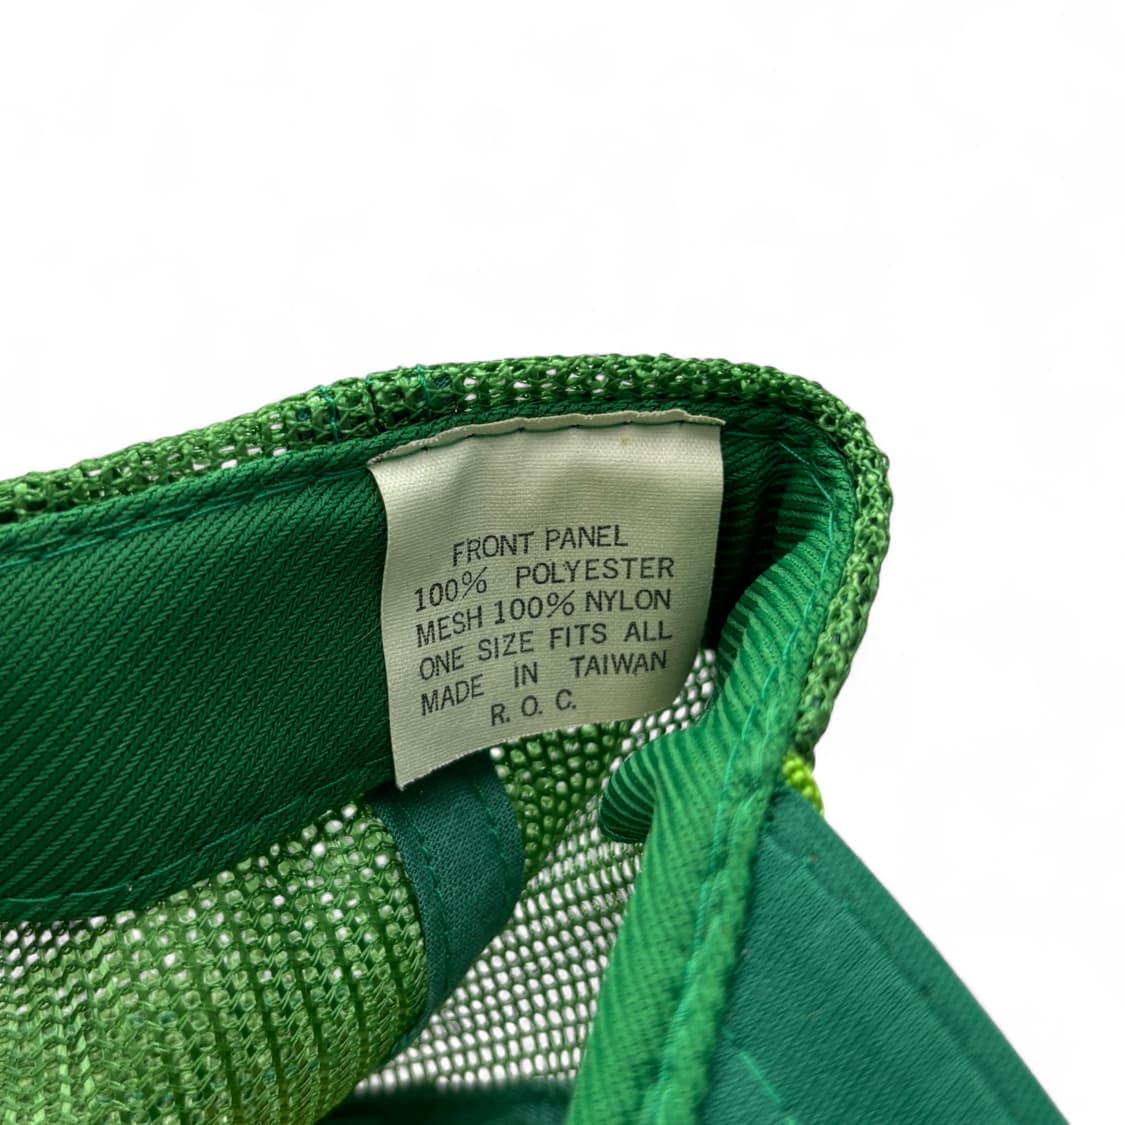 FRONT PANEL
100% POLYESTER
MESH 100% NYLON
ONE SIZE FITS ALL
MADE IN TAIWAN
R. O. C.